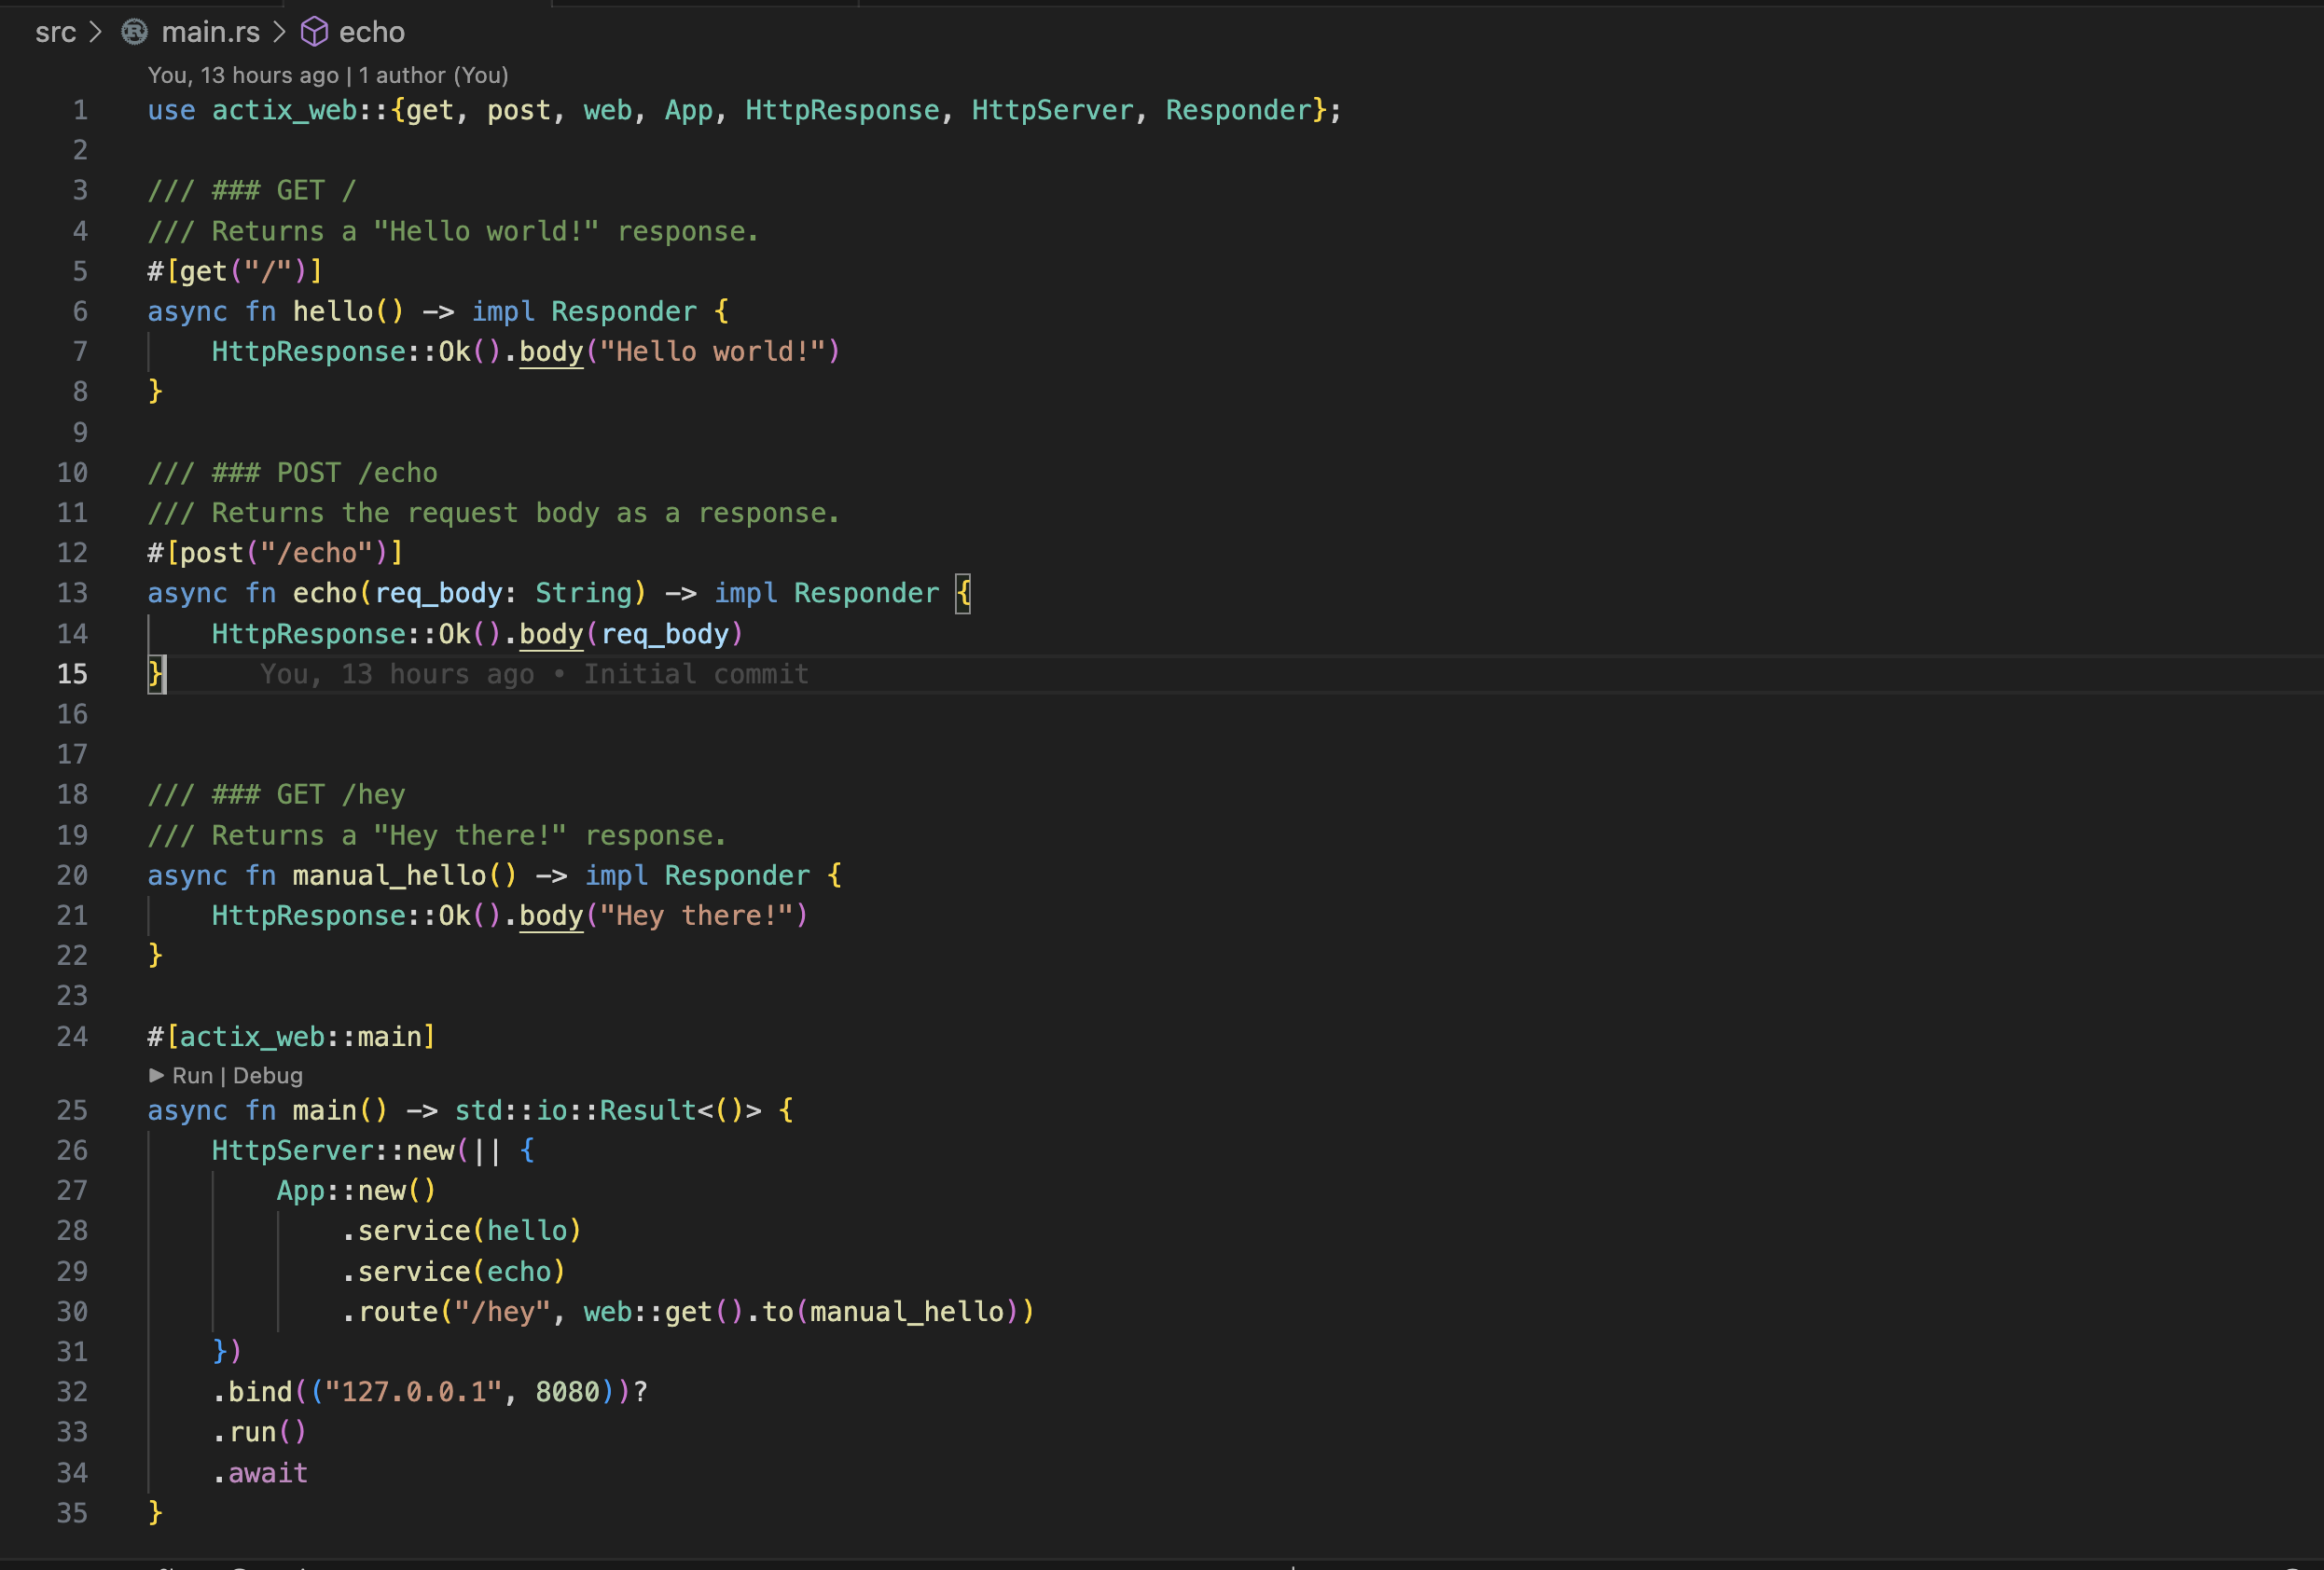 src > main.rs > echo
You, 13 hours ago | 1 author (You)
1 use actix_web::{get, post, web, App, HttpResponse, HttpServer, Responder};
2
3 /// ### GET /
4 /// Returns a "Hello world!" response.
5 #[get("/")]
6 async fn hello() -> impl Responder {
7     HttpResponse::Ok().body("Hello world!")
8 }
9
10 /// ### POST /echo
11 /// Returns the request body as a response.
12 #[post("/echo")]
13 async fn echo(req_body: String) -> impl Responder {
14     HttpResponse::Ok().body(req_body)
15 }      You, 13 hours ago • Initial commit
16
17
18 /// ### GET /hey
19 /// Returns a "Hey there!" response.
20 async fn manual_hello() -> impl Responder {
21     HttpResponse::Ok().body("Hey there!")
22 }
23
24 #[actix_web::main]
▶ Run | Debug
25 async fn main() -> std::io::Result<()> {
26     HttpServer::new(|| {
27         App::new()
28             .service(hello)
29             .service(echo)
30             .route("/hey", web::get().to(manual_hello))
31     })
32     .bind(("127.0.0.1", 8080))?
33     .run()
34     .await
35 }